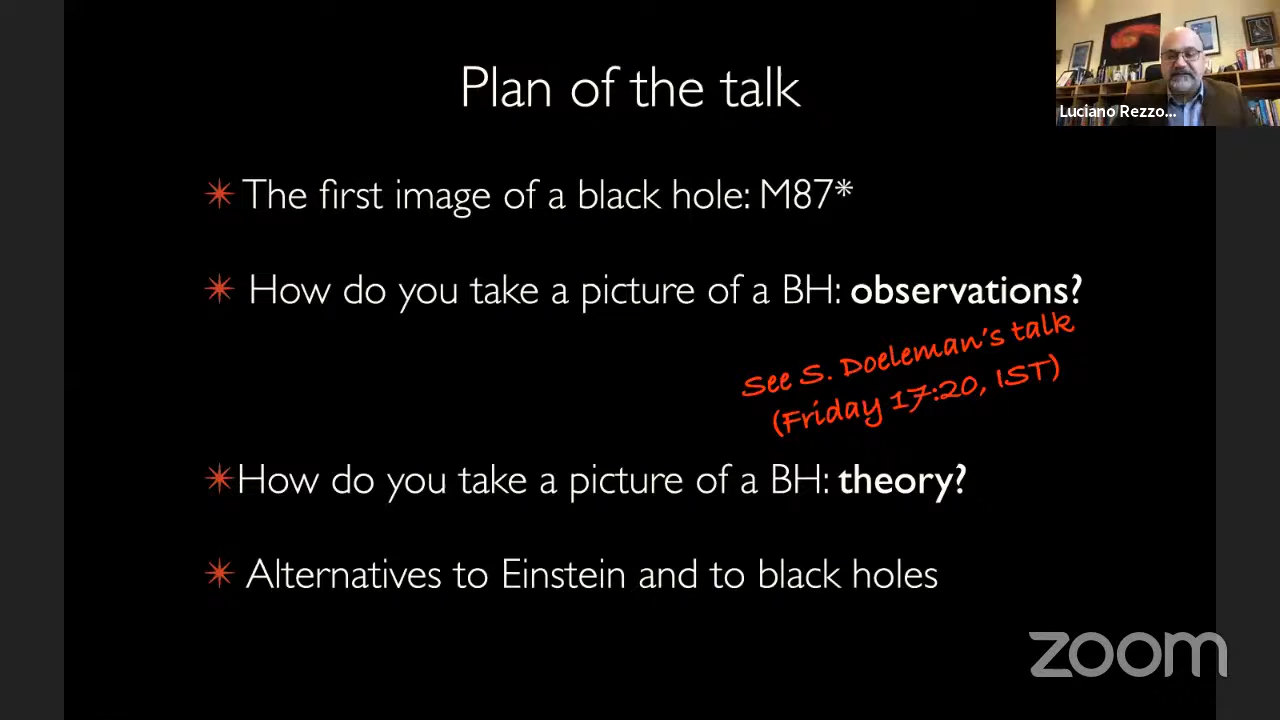 Plan of the talk
Luciano Rezzo...
✴ The first image of a black hole: M87*
✴ How do you take a picture of a BH: observations?
See S. Doeleman's talk
(Friday 17:20, IST)
✴ How do you take a picture of a BH: theory?
✴ Alternatives to Einstein and to black holes
zoom